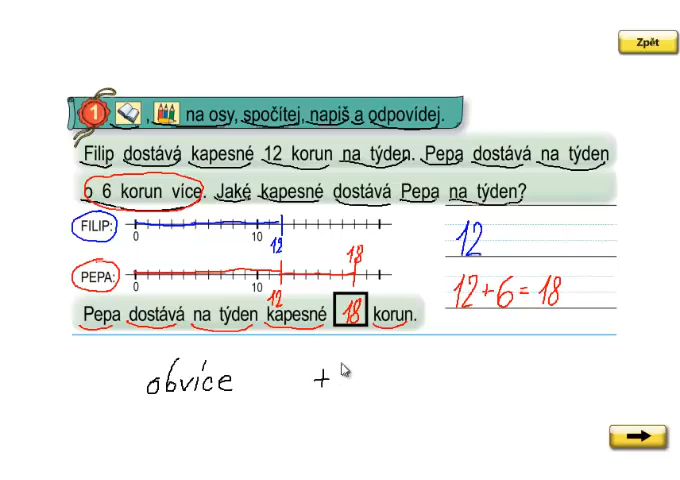 Zpět
1 , na osy, spočítej, napiš a odpovídej.
Filip dostává kapesné 12 korun na týden. Pepa dostává na týden
o 6 korun více. Jaké kapesné dostává Pepa na týden?
FILIP: 0 10 12
12
PEPA: 0 10 12 18
12+6=18
Pepa dostává na týden kapesné 18 korun.
obvíce +